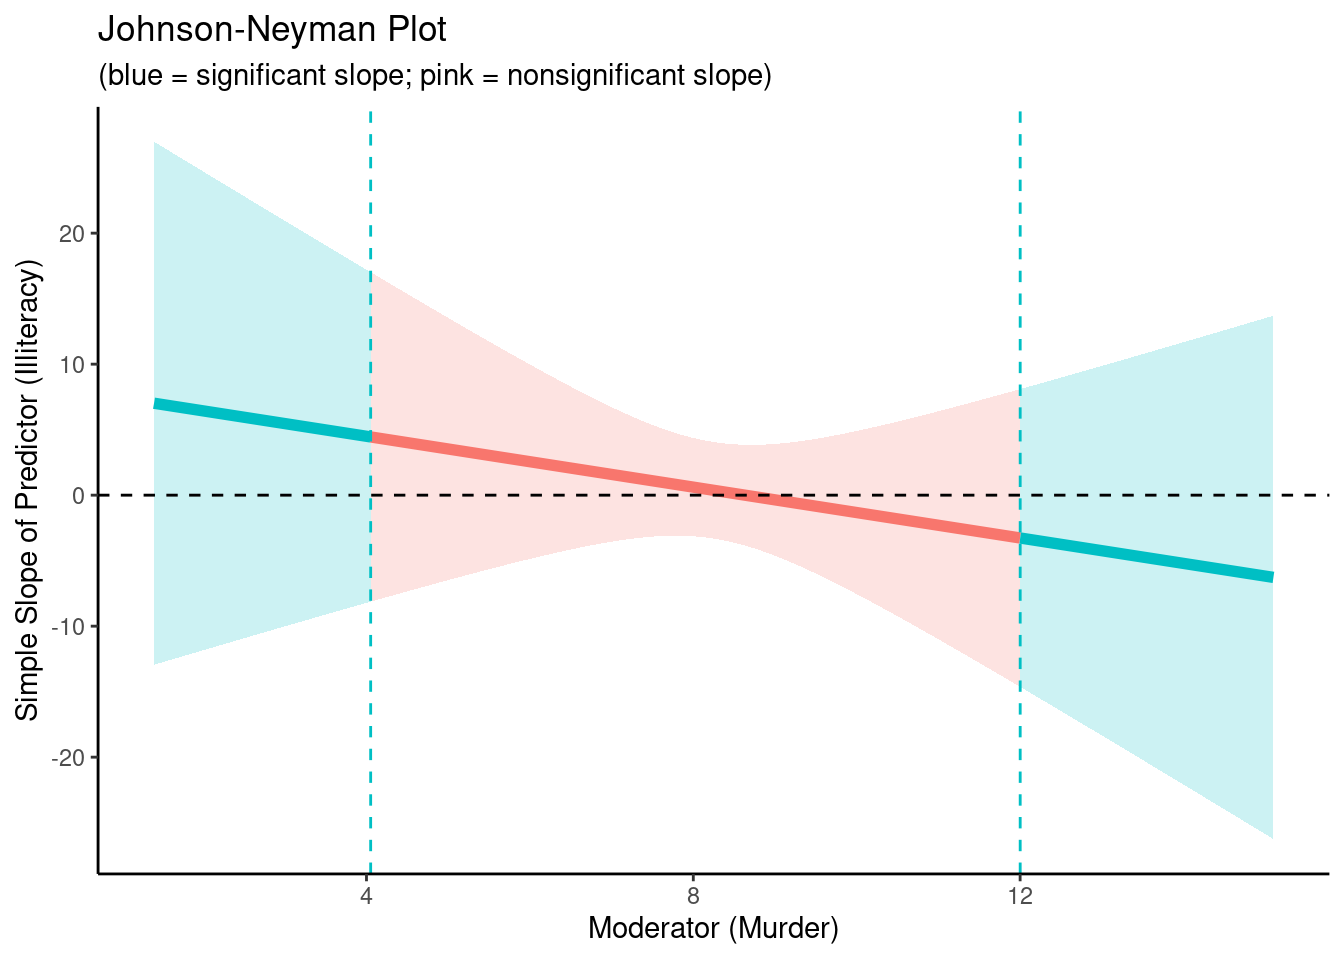 Johnson-Neyman Plot
(blue = significant slope; pink = nonsignificant slope)
Simple Slope of Predictor (Illiteracy)
20
10
0
-10
-20
4
8
12
Moderator (Murder)